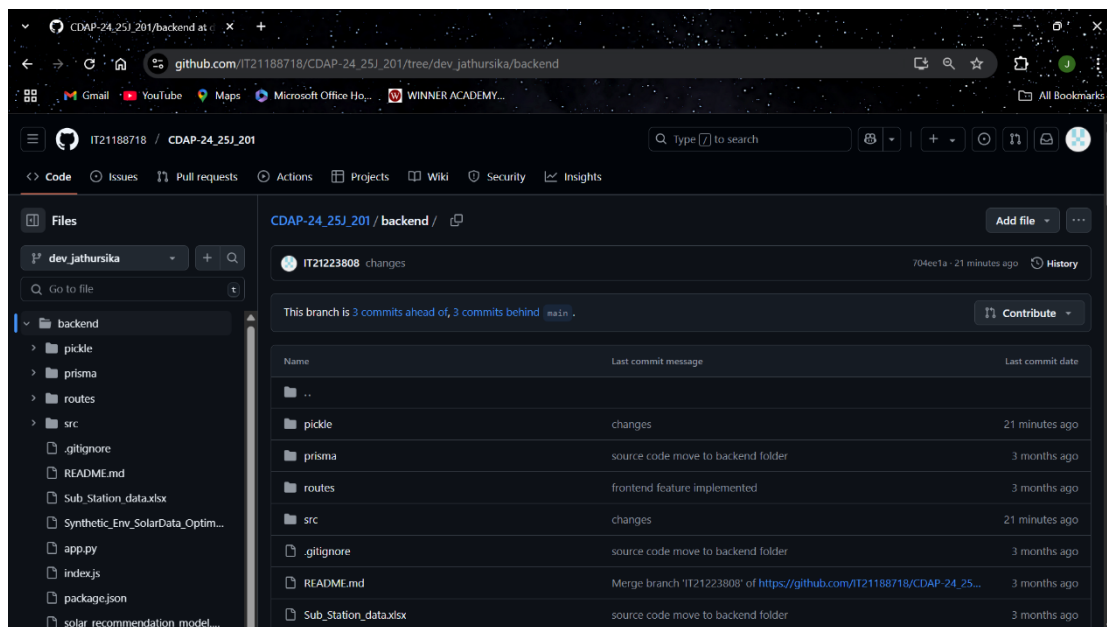 CDAP-24_25J_201/backend at d
github.com/IT21188718/CDAP-24_25J_201/tree/dev_jathursika/backend
J
Gmail YouTube Maps Microsoft Office Ho... WINNER ACADEMY... All Bookmarks
IT21188718 / CDAP-24_25J_201
Type / to search
Code Issues Pull requests Actions Projects Wiki Security Insights
Files
CDAP-24_25J_201 / backend /
Add file
dev_jathursika
IT21223808 changes
704ee1a · 21 minutes ago History
Go to file t
This branch is 3 commits ahead of, 3 commits behind main .
Contribute
backend
pickle
prisma
routes
src
.gitignore
README.md
Sub_Station_data.xlsx
Synthetic_Env_SolarData_Optim...
app.py
index.js
package.json
solar_recommendation_model....
Name Last commit message Last commit date
..
pickle changes 21 minutes ago
prisma source code move to backend folder 3 months ago
routes frontend feature implemented 3 months ago
src changes 21 minutes ago
.gitignore source code move to backend folder 3 months ago
README.md Merge branch 'IT21223808' of https://github.com/IT21188718/CDAP-24_25... 3 months ago
Sub_Station_data.xlsx source code move to backend folder 3 months ago